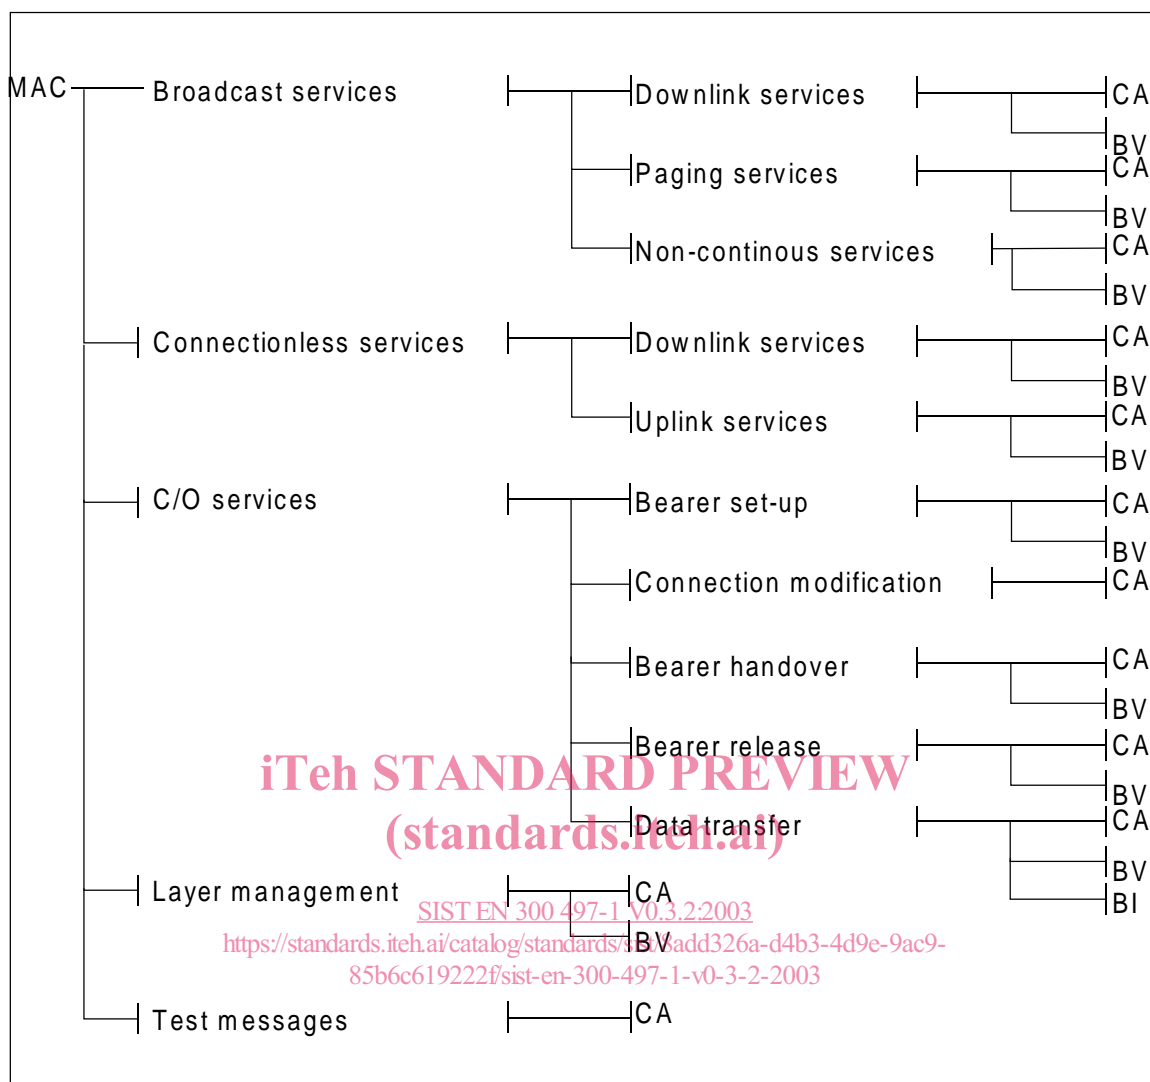 MAC Broadcast services Downlink services CA
BV
Paging services CA
BV
Non-continous services CA
BV
Connectionless services Downlink services CA
BV
Uplink services CA
BV
C/O services Bearer set-up CA
BV
Connection modification CA
Bearer handover CA
BV
Bearer release CA
iTeh STANDARD PREVIEW
BV
Data transfer CA
(standards.iteh.ai)
BV
Layer management CA
BI
SIST EN 300 497-1 V0.3.2:2003
BV
https://standards.iteh.ai/catalog/standards/sist/8add326a-d4b3-4d9e-9ac9-
85b6c619222f/sist-en-300-497-1-v0-3-2-2003
Test messages CA